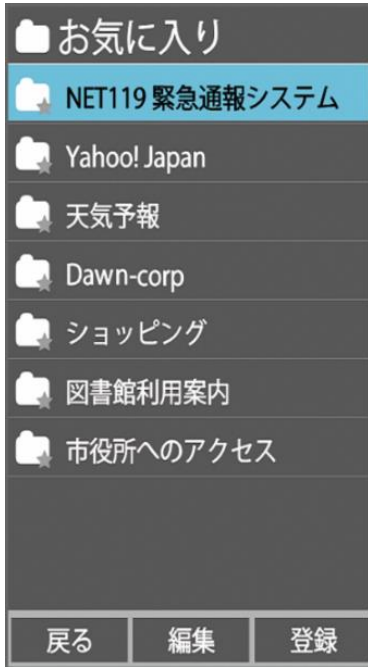 お気に入り
NET119 緊急通報システム
Yahoo! Japan
天気予報
Dawn-corp
ショッピング
図書館利用案内
市役所へのアクセス
戻る 編集 登録